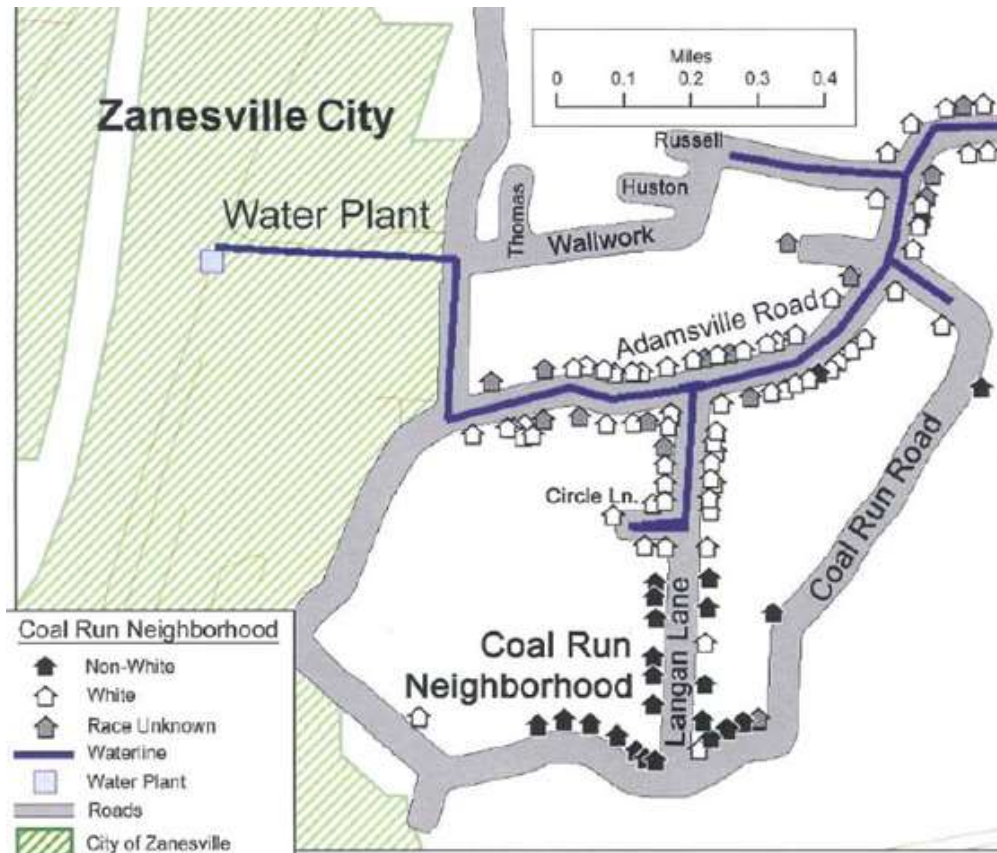 Miles
0 0.1 0.2 0.3 0.4
Zanesville City
Russell
Huston
Thomas
Water Plant
Wallwork
Adamsville Road
Circle Ln.
Coal Run Road
Langan Lane
Coal Run
Neighborhood
Coal Run Neighborhood
Non-White
White
Race Unknown
Waterline
Water Plant
Roads
City of Zanesville